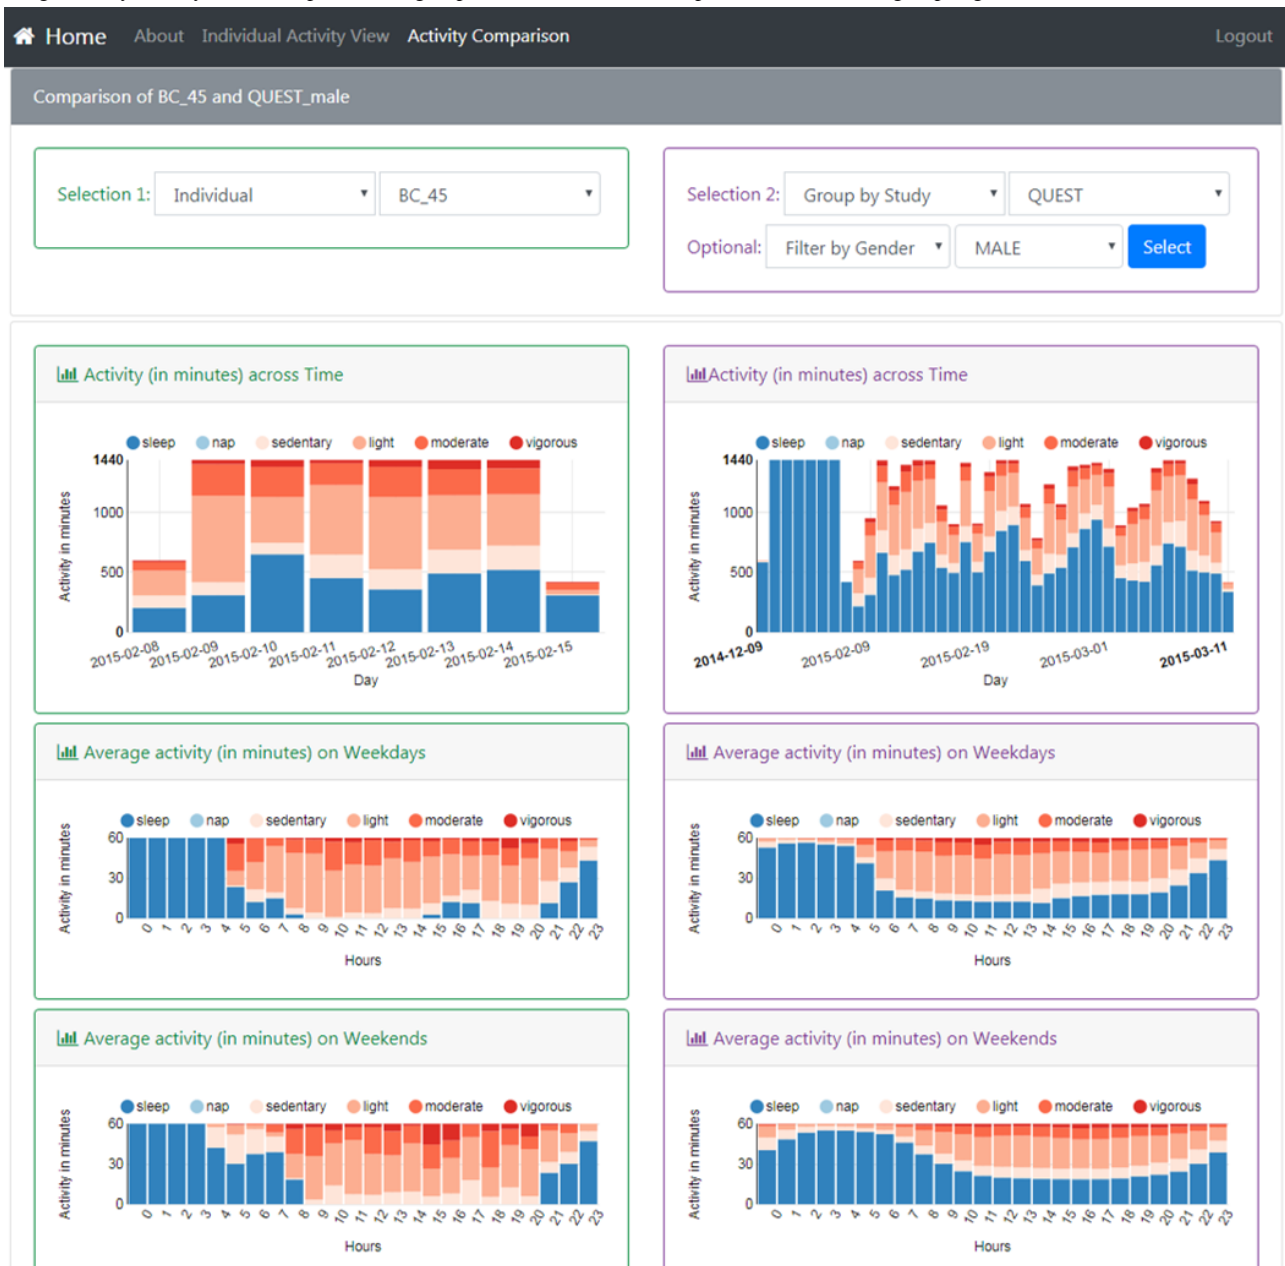 Home About Individual Activity View Activity Comparison Logout
Comparison of BC_45 and QUEST_male
Selection 1: Individual BC_45
Selection 2: Group by Study QUEST
Optional: Filter by Gender MALE Select
Activity (in minutes) across Time
sleep nap sedentary light moderate vigorous
1440
1000
500
0
Activity in minutes
2015-02-08 2015-02-09 2015-02-10 2015-02-11 2015-02-12 2015-02-13 2015-02-14 2015-02-15
Day
Activity (in minutes) across Time
sleep nap sedentary light moderate vigorous
1440
1000
500
0
Activity in minutes
2014-12-09 2015-02-09 2015-02-19 2015-03-01 2015-03-11
Day
Average activity (in minutes) on Weekdays
sleep nap sedentary light moderate vigorous
60
30
0
Activity in minutes
0 1 2 3 4 5 6 7 8 9 10 11 12 13 14 15 16 17 18 19 20 21 22 23
Hours
Average activity (in minutes) on Weekdays
sleep nap sedentary light moderate vigorous
60
30
0
Activity in minutes
0 1 2 3 4 5 6 7 8 9 10 11 12 13 14 15 16 17 18 19 20 21 22 23
Hours
Average activity (in minutes) on Weekends
sleep nap sedentary light moderate vigorous
60
30
0
Activity in minutes
0 1 2 3 4 5 6 7 8 9 10 11 12 13 14 15 16 17 18 19 20 21 22 23
Hours
Average activity (in minutes) on Weekends
sleep nap sedentary light moderate vigorous
60
30
0
Activity in minutes
0 1 2 3 4 5 6 7 8 9 10 11 12 13 14 15 16 17 18 19 20 21 22 23
Hours